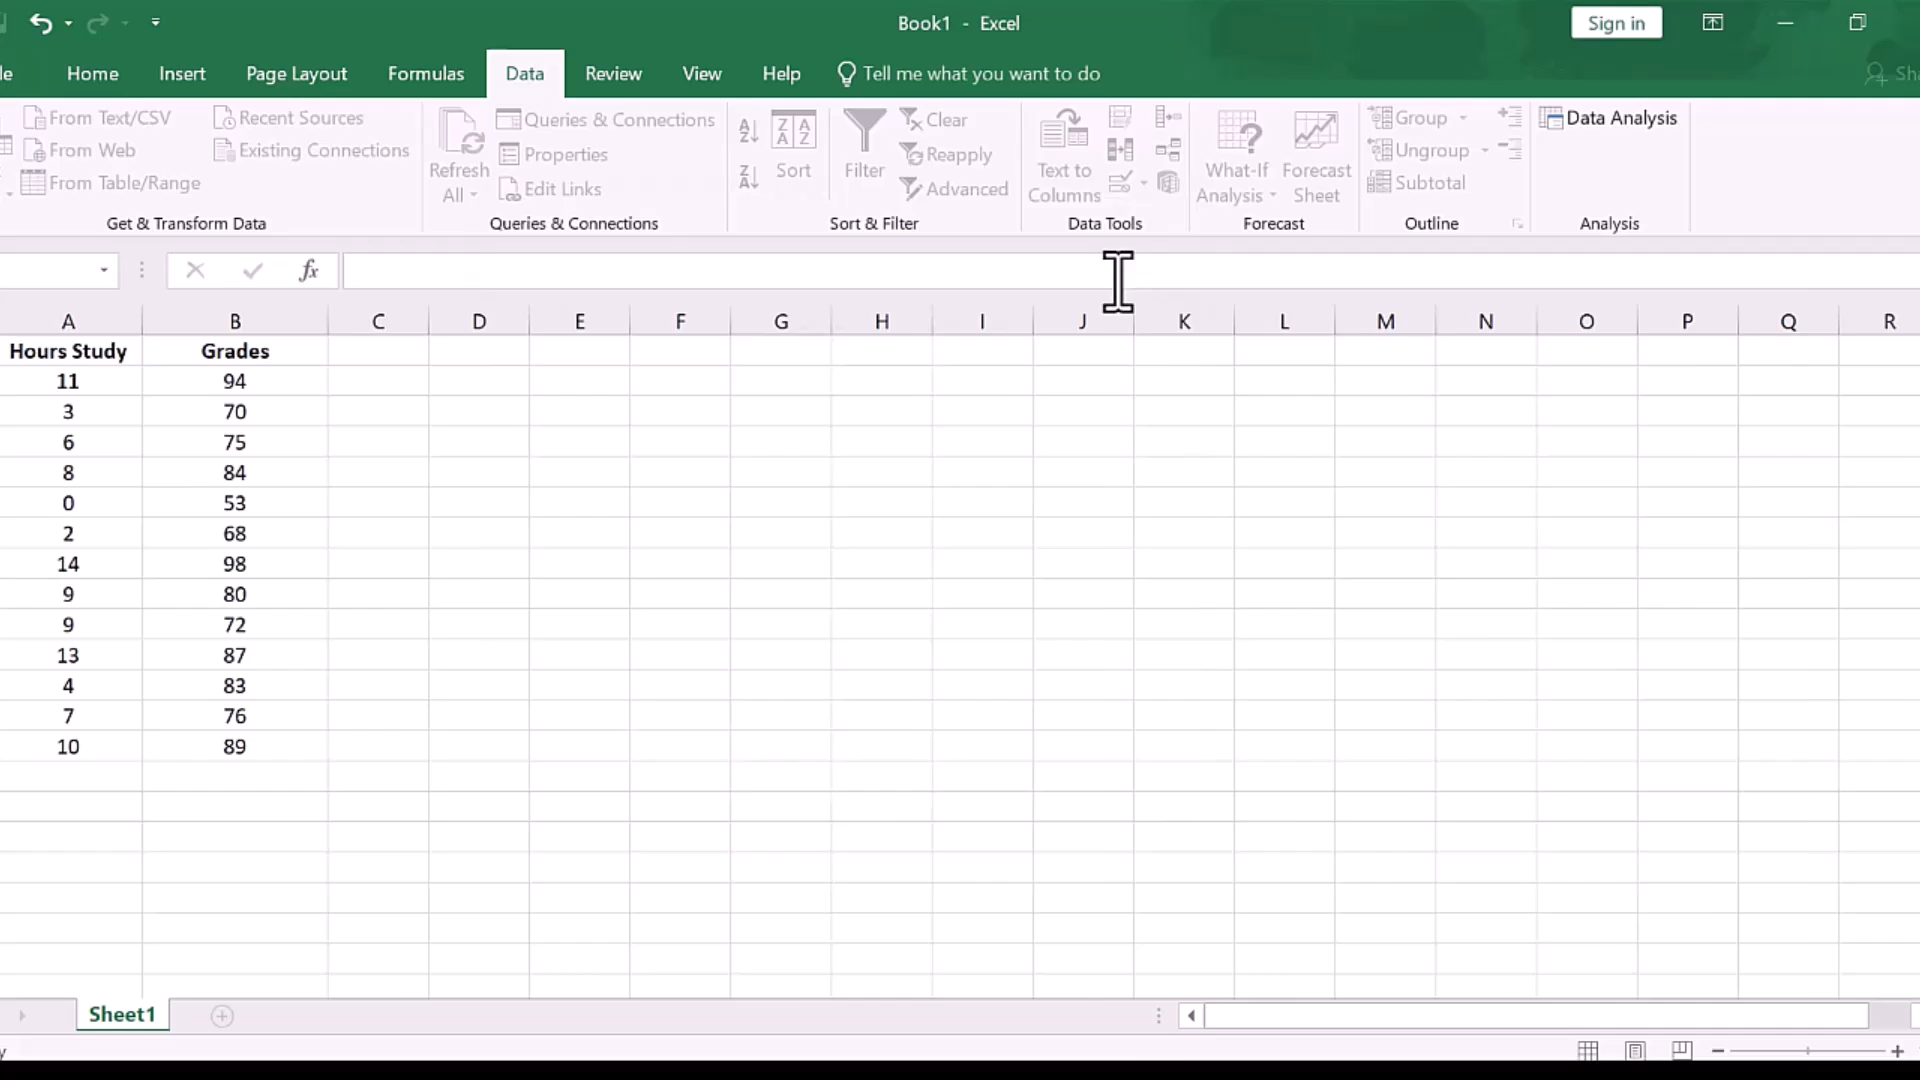 Book1 - Excel
Sign in
Home Insert Page Layout Formulas Data Review View Help Tell me what you want to do
From Text/CSV Recent Sources Queries & Connections Clear Group Data Analysis
From Web Existing Connections Properties Reapply Ungroup
From Table/Range Edit Links Advanced Subtotal
Refresh All Sort Filter Text to Columns What-If Analysis Forecast Sheet
Get & Transform Data Queries & Connections Sort & Filter Data Tools Forecast Outline Analysis
fx
A B C D E F G H I J K L M N O P Q R
Hours Study Grades
11 94
3 70
6 75
8 84
0 53
2 68
14 98
9 80
9 72
13 87
4 83
7 76
10 89
Sheet1